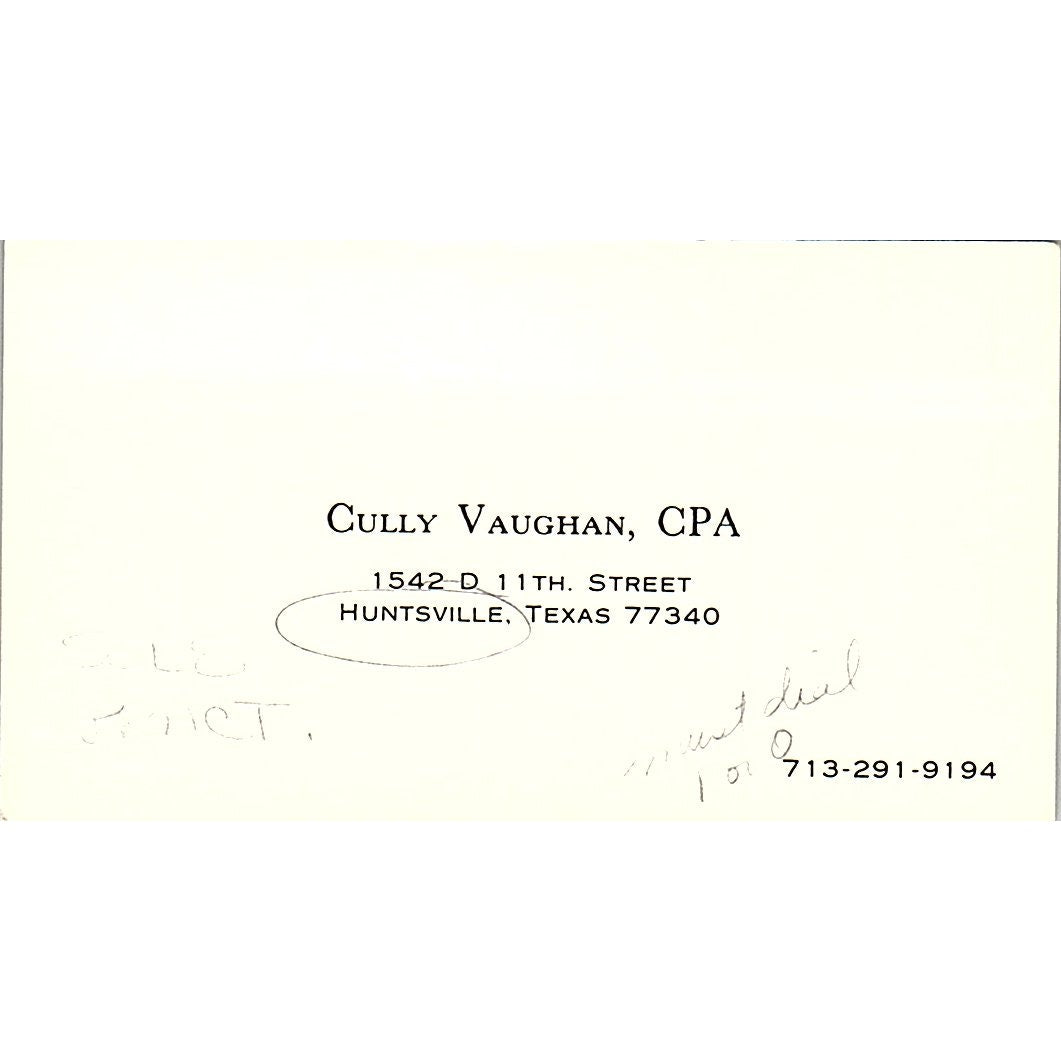 CULLY VAUGHAN, CPA
1542 D 11TH. STREET
HUNTSVILLE, TEXAS 77340
must dial
1 or 0
713-291-9194